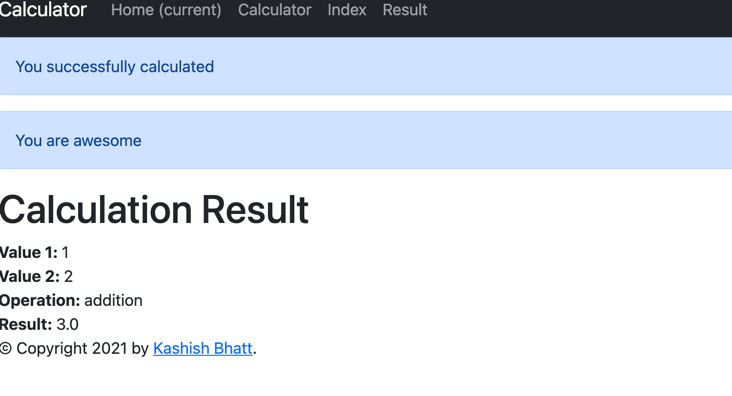 Calculator Home (current) Calculator Index Result
You successfully calculated
You are awesome
Calculation Result
Value 1: 1
Value 2: 2
Operation: addition
Result: 3.0
© Copyright 2021 by Kashish Bhatt.